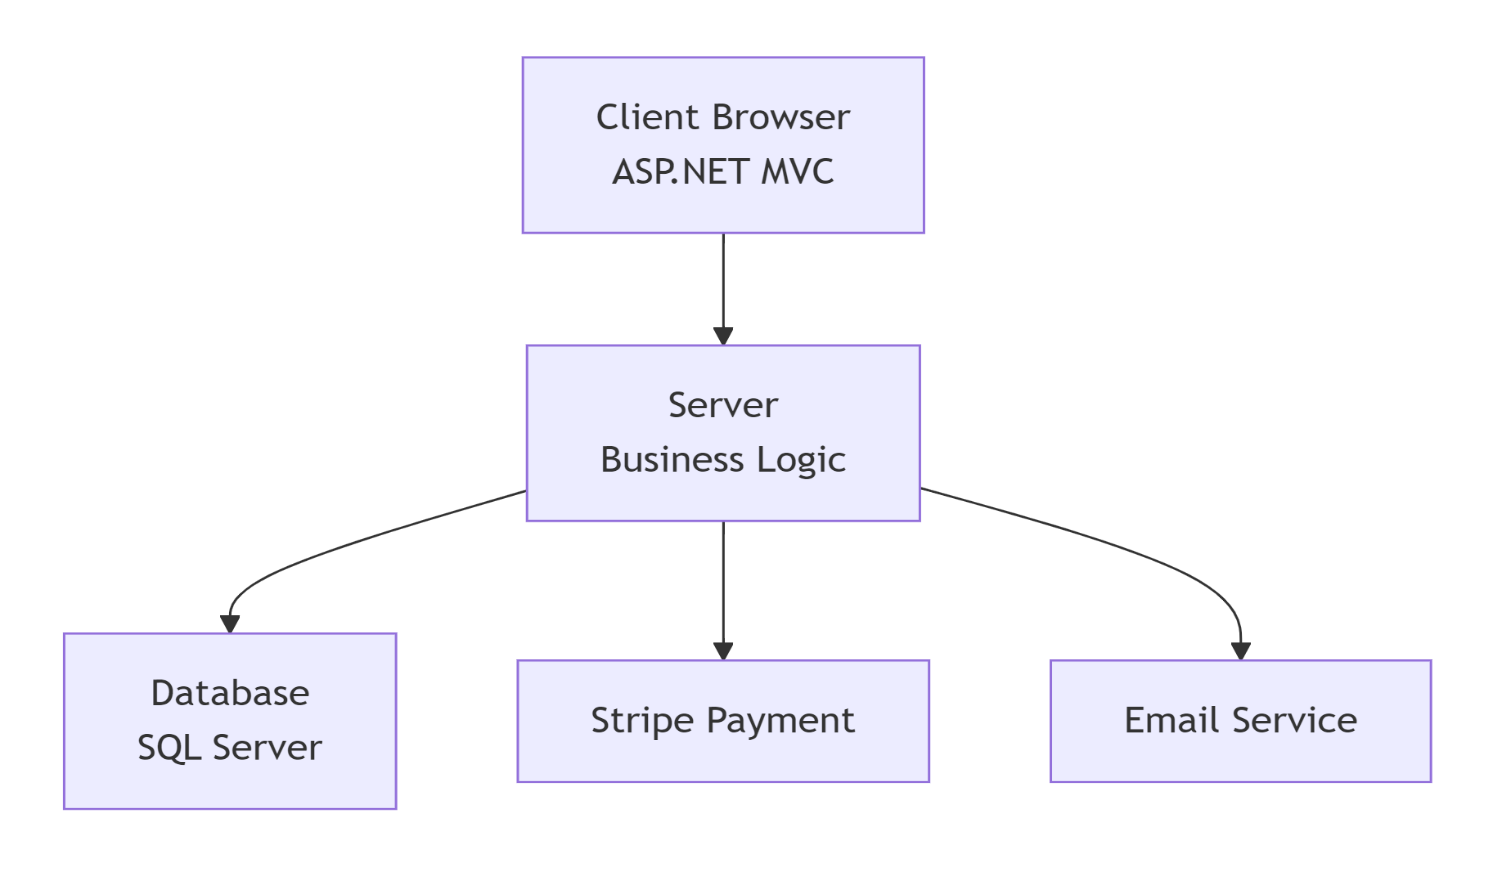 Client Browser
ASP.NET MVC
Server
Business Logic
Database
SQL Server
Stripe Payment
Email Service